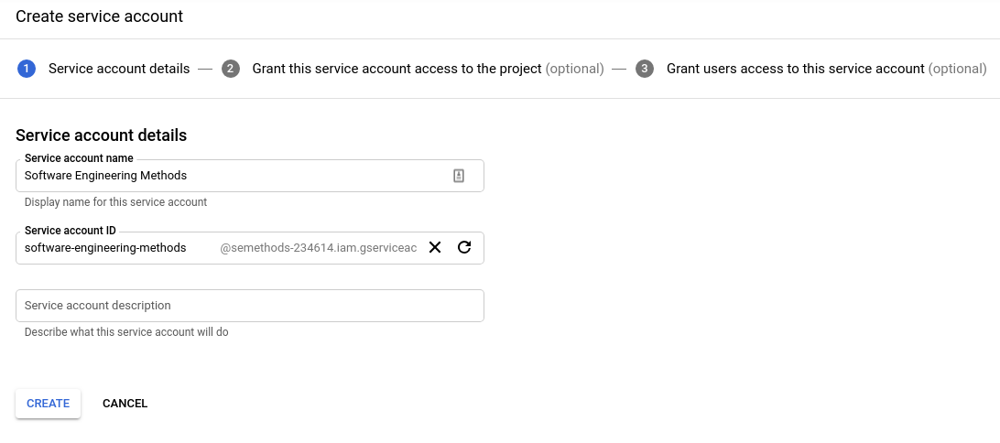 Create service account
1 Service account details — 2 Grant this service account access to the project (optional) — 3 Grant users access to this service account (optional)
Service account details
Service account name
Software Engineering Methods
Display name for this service account
Service account ID
software-engineering-methods @semethods-234614.iam.gserviceac
Service account description
Describe what this service account will do
CREATE CANCEL